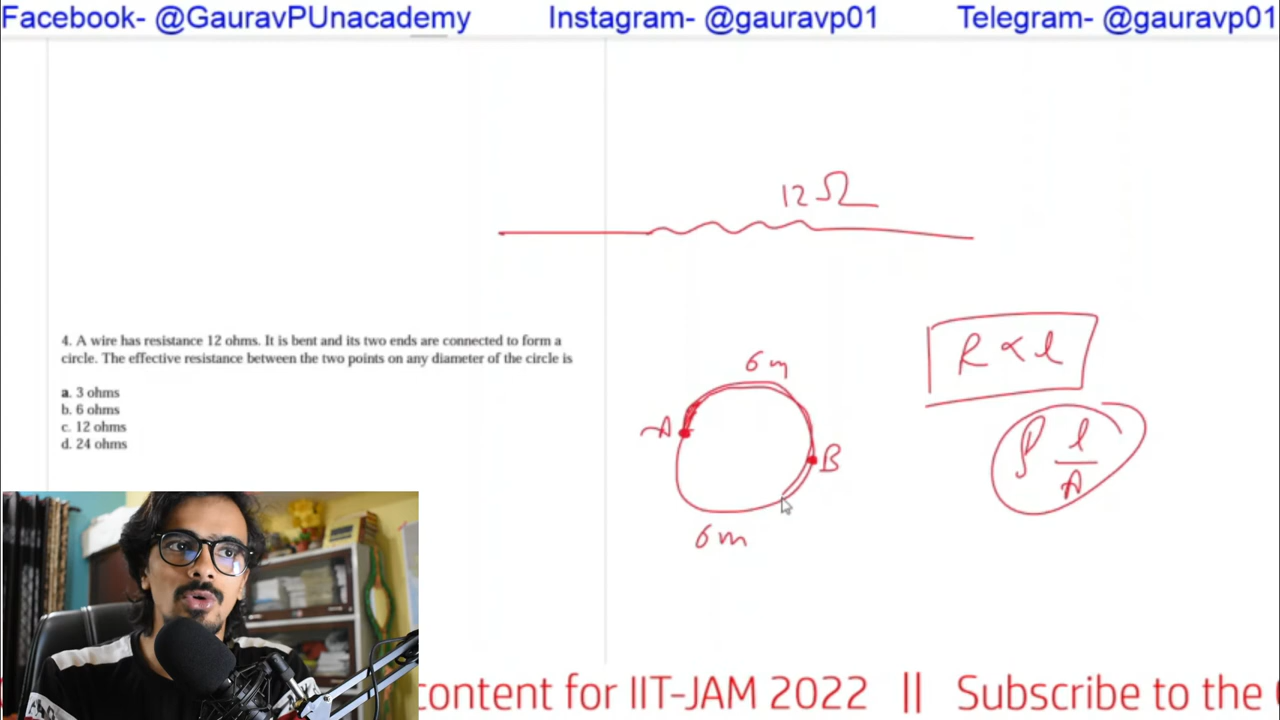 Facebook- @GauravPUnacademy Instagram- @gauravp01 Telegram- @gauravp01
12Ω
4. A wire has resistance 12 ohms. It is bent and its two ends are connected to form a
circle. The effective resistance between the two points on any diameter of the circle is
a. 3 ohms
b. 6 ohms
c. 12 ohms
d. 24 ohms
6m
A
B
6m
R ∝ l
ρ l/A
content for IIT-JAM 2022 || Subscribe to the